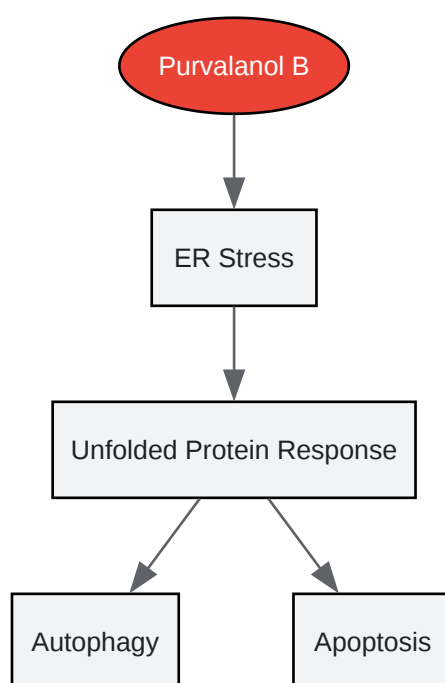 Purvalanol B
ER Stress
Unfolded Protein Response
Autophagy
Apoptosis